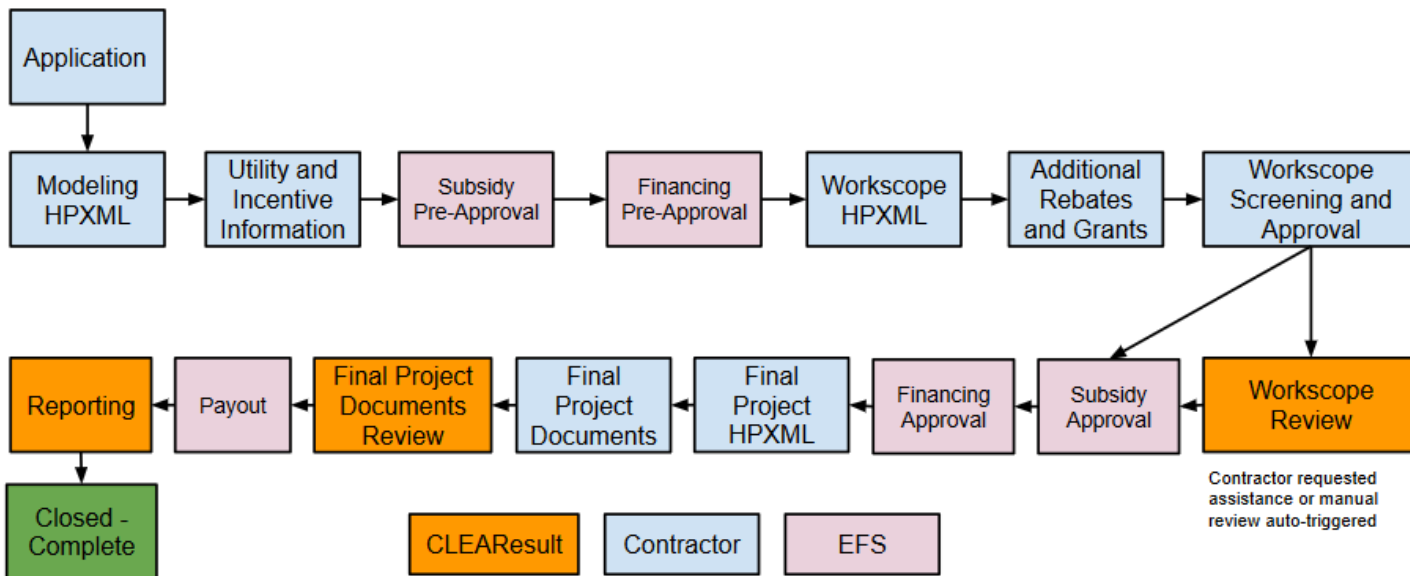 Application
Modeling
HPXML
Utility and
Incentive
Information
Subsidy
Pre-Approval
Financing
Pre-Approval
Workscope
HPXML
Additional
Rebates
and Grants
Workscope
Screening and
Approval
Reporting
Payout
Final Project
Documents
Review
Final
Project
Documents
Final
Project
HPXML
Financing
Approval
Subsidy
Approval
Workscope
Review
Contractor requested
assistance or manual
review auto-triggered
Closed -
Complete
CLEAResult
Contractor
EFS